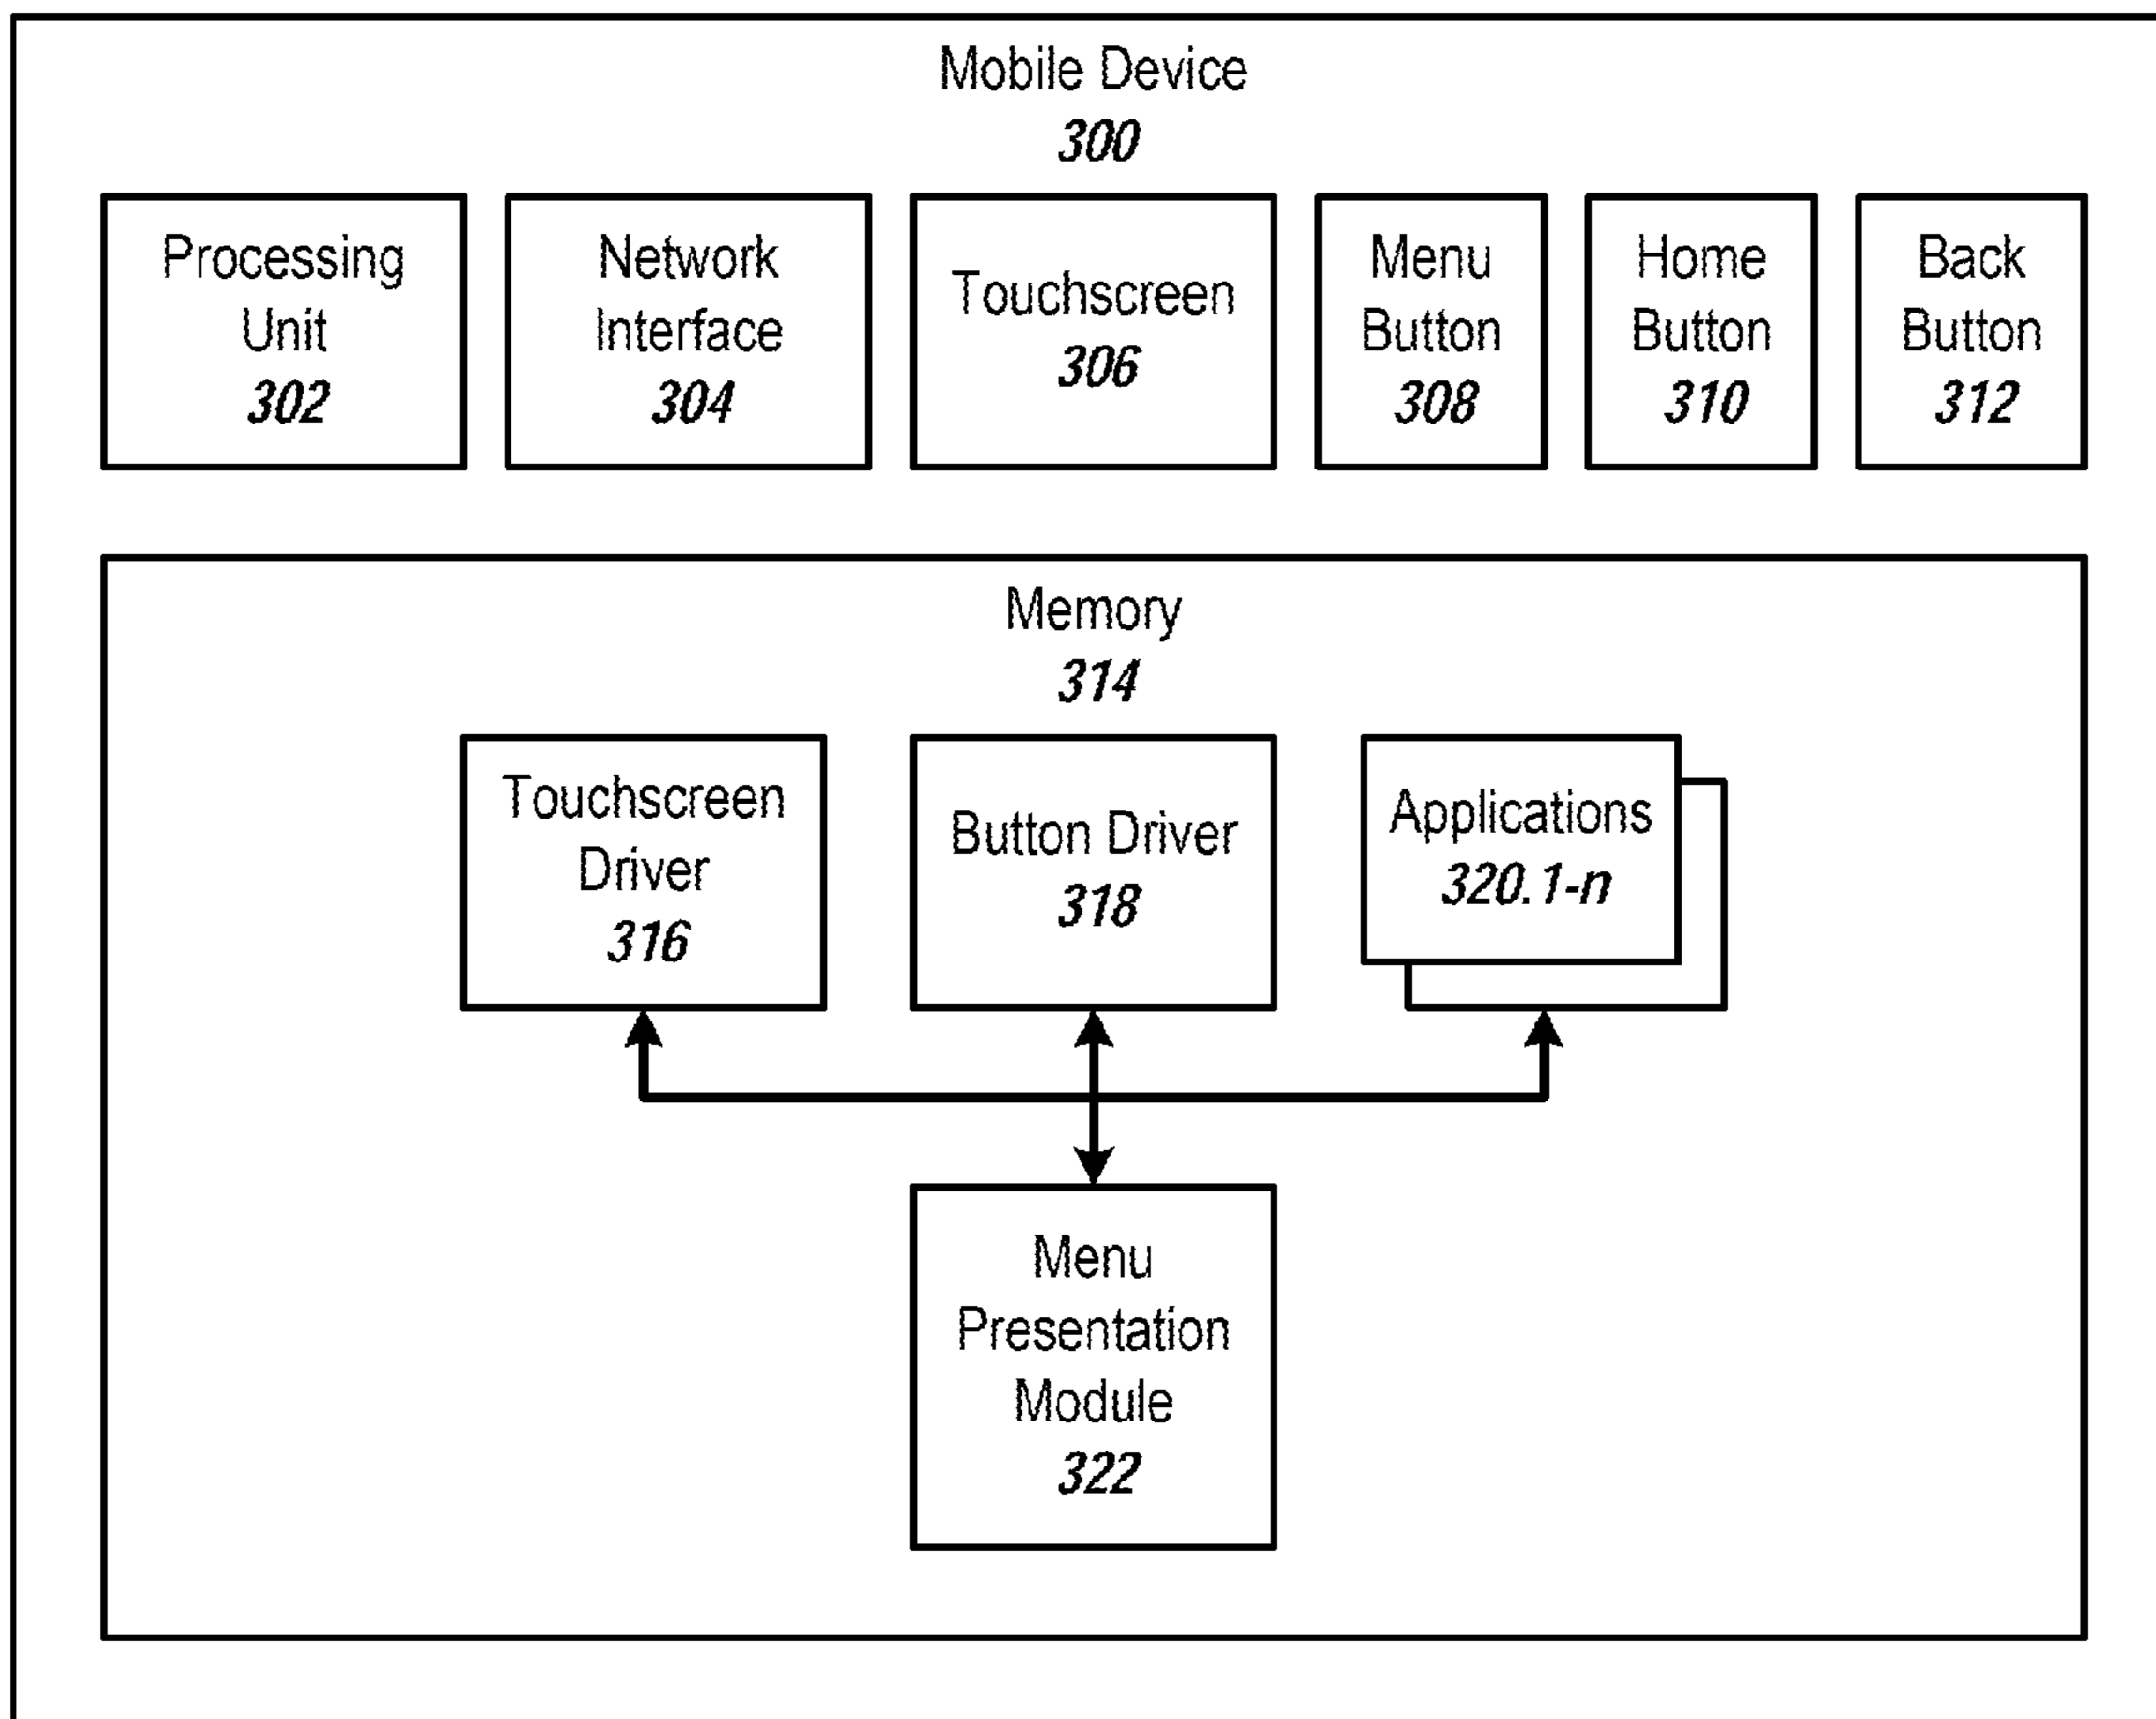 Mobile Device
300
Processing
Unit
302
Network
Interface
304
Touchscreen
306
Menu
Button
308
Home
Button
310
Back
Button
312
Memory
314
Touchscreen
Driver
316
Button Driver
318
Applications
320.1-n
Menu
Presentation
Module
322